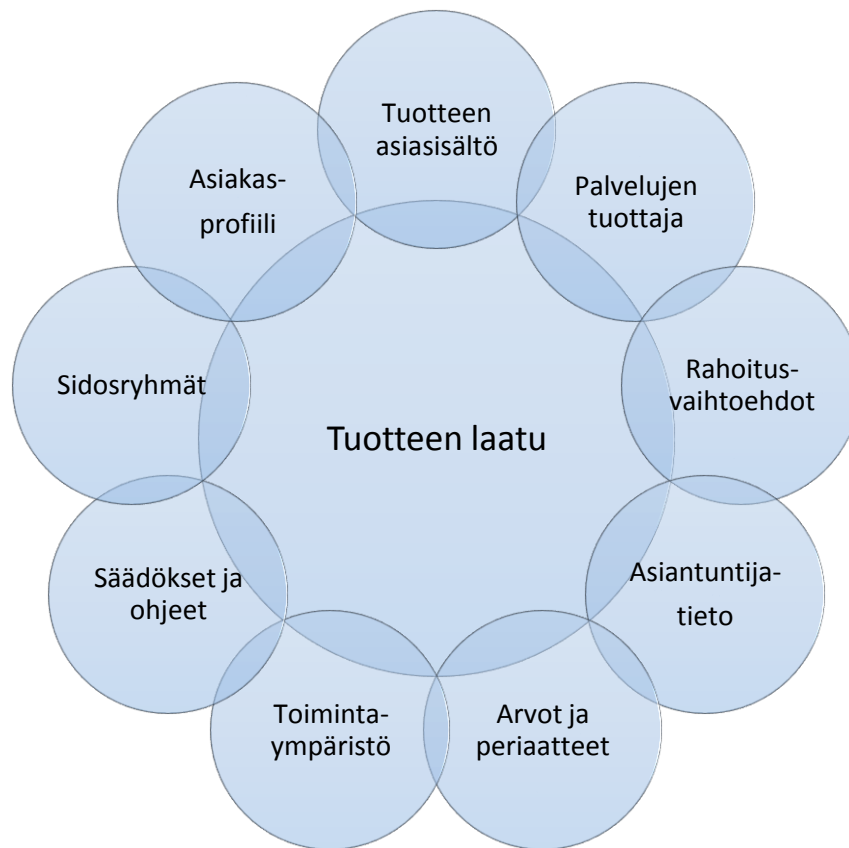 Tuotteen
asiasisältö
Palvelujen
tuottaja
Rahoitus-
vaihtoehdot
Asiantuntija-
tieto
Arvot ja
periaatteet
Toiminta-
ympäristö
Säädökset ja
ohjeet
Sidosryhmät
Asiakas-
profiili
Tuotteen laatu